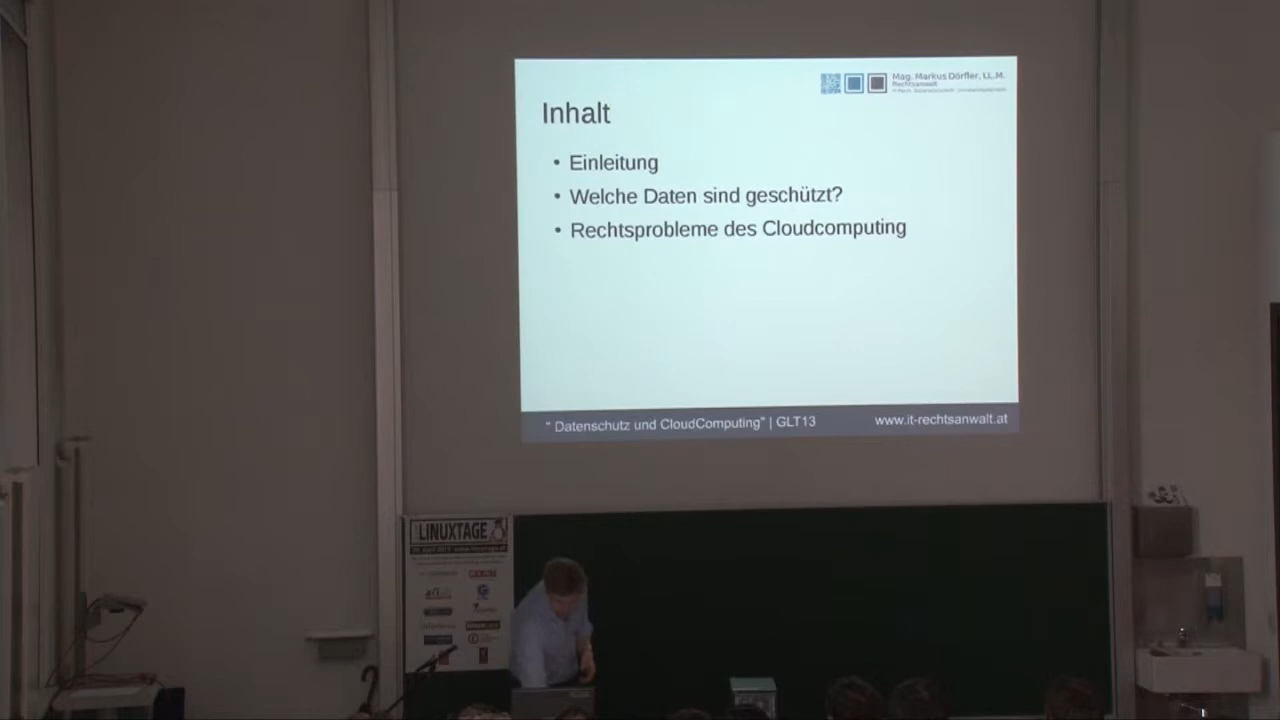 Mag. Markus Dörfler, LL.M.
Rechtsanwalt
Inhalt
• Einleitung
• Welche Daten sind geschützt?
• Rechtsprobleme des Cloudcomputing
" Datenschutz und CloudComputing" | GLT13
www.it-rechtsanwalt.at
LINUXTAGE